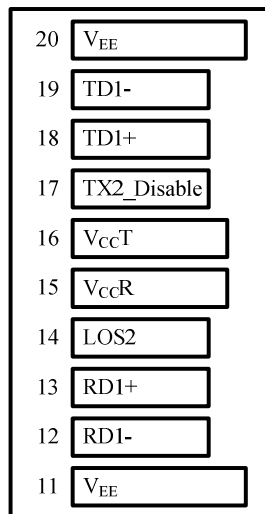 20 VEE
19 TD1-
18 TD1+
17 TX2_Disable
16 VCCT
15 VCCR
14 LOS2
13 RD1+
12 RD1-
11 VEE